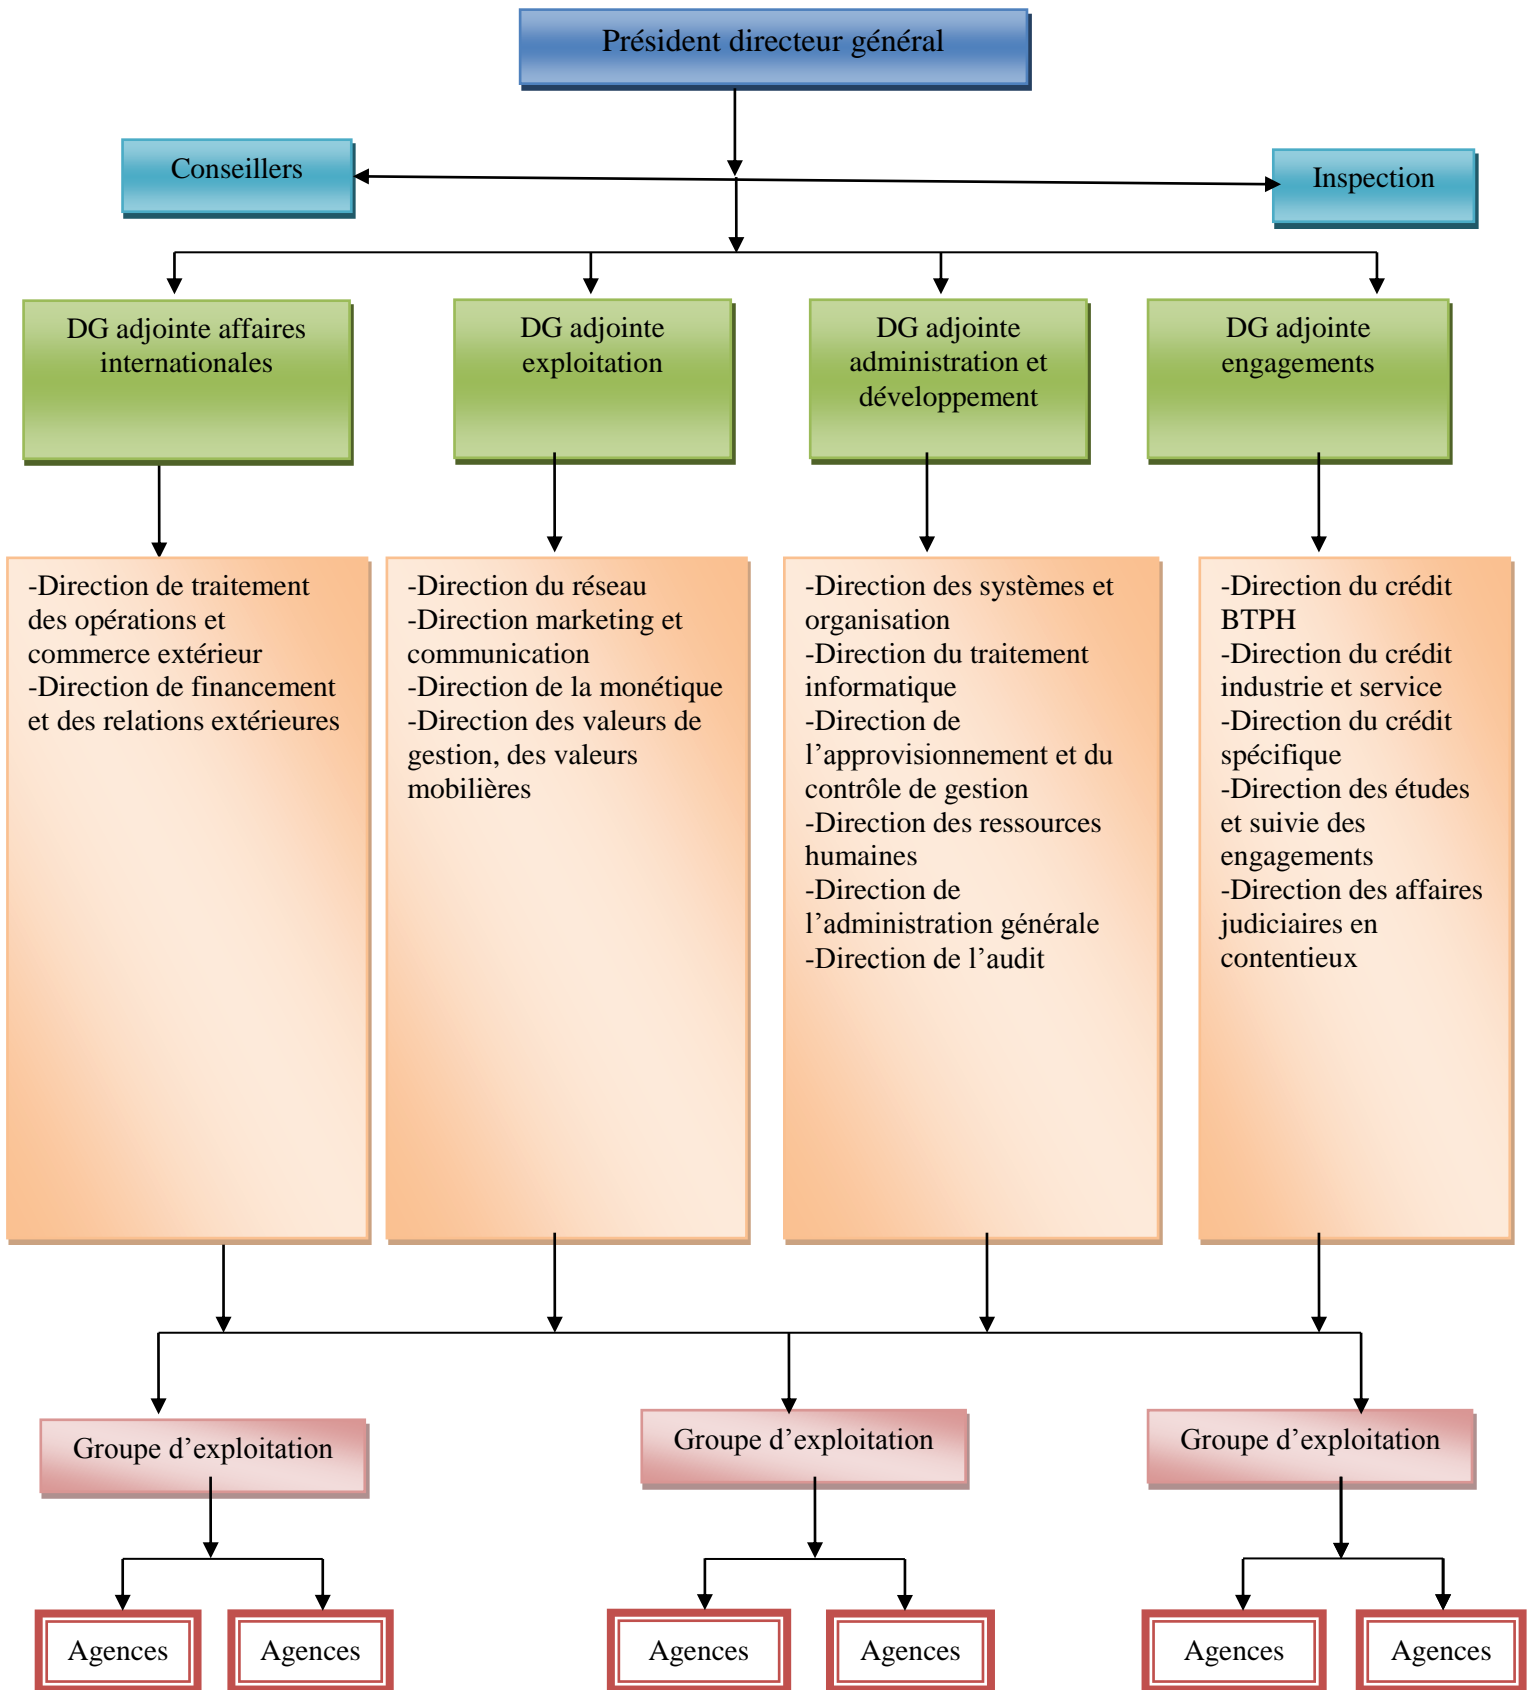 Président directeur général
Conseillers
Inspection
DG adjointe affaires
internationales
DG adjointe
exploitation
DG adjointe
administration et
développement
DG adjointe
engagements
-Direction de traitement
des opérations et
commerce extérieur
-Direction de financement
et des relations extérieures
-Direction du réseau
-Direction marketing et
communication
-Direction de la monétique
-Direction des valeurs de
gestion, des valeurs
mobilières
-Direction des systèmes et
organisation
-Direction du traitement
informatique
-Direction de
l’approvisionnement et du
contrôle de gestion
-Direction des ressources
humaines
-Direction de
l’administration générale
-Direction de l’audit
-Direction du crédit
BTPH
-Direction du crédit
industrie et service
-Direction du crédit
spécifique
-Direction des études
et suivie des
engagements
-Direction des affaires
judiciaires en
contentieux
Groupe d’exploitation
Groupe d’exploitation
Groupe d’exploitation
Agences
Agences
Agences
Agences
Agences
Agences